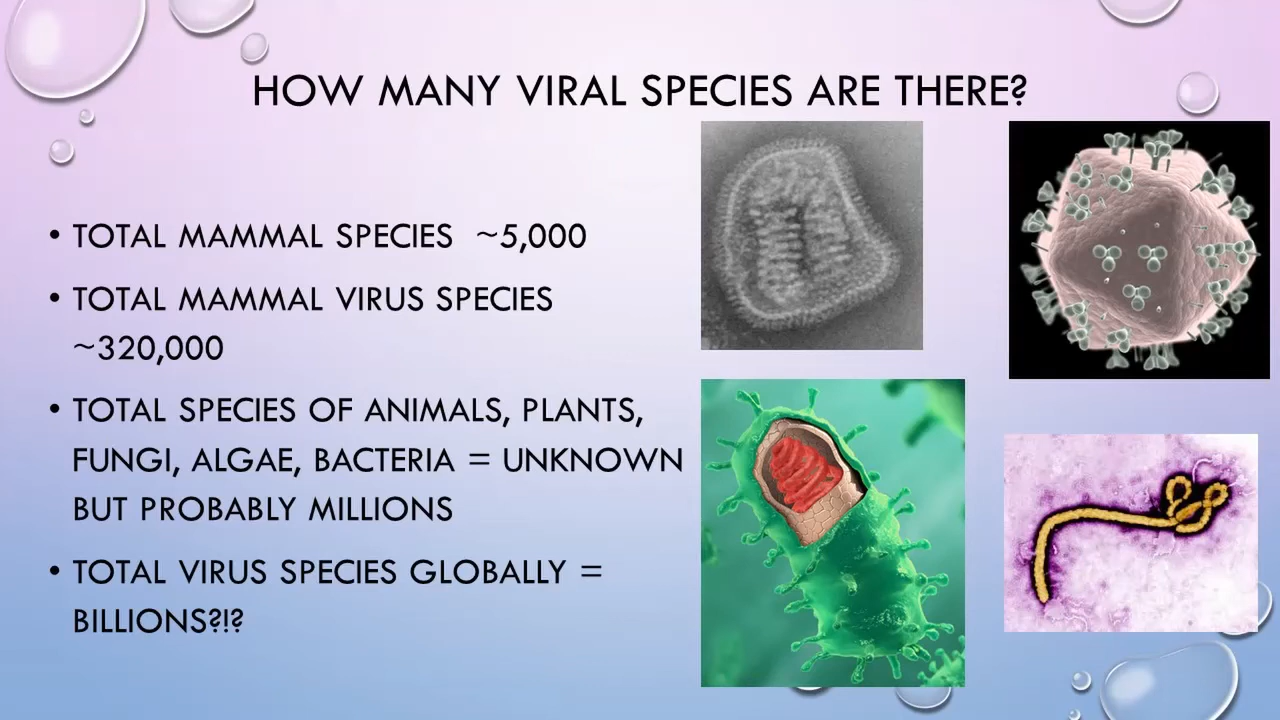 HOW MANY VIRAL SPECIES ARE THERE?
• TOTAL MAMMAL SPECIES ~5,000
• TOTAL MAMMAL VIRUS SPECIES
~320,000
• TOTAL SPECIES OF ANIMALS, PLANTS,
FUNGI, ALGAE, BACTERIA = UNKNOWN
BUT PROBABLY MILLIONS
• TOTAL VIRUS SPECIES GLOBALLY =
BILLIONS?!?